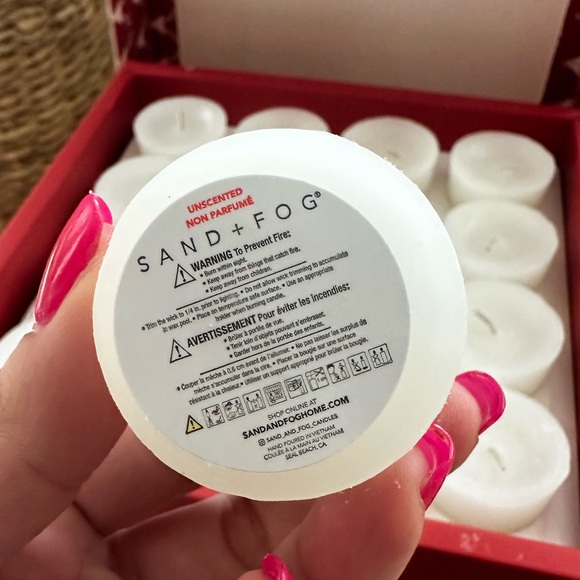 UNSCENTED
NON PARFUMÉ
SAND + FOG®
WARNING To Prevent Fire:
• Burn within sight.
• Keep away from things that catch fire.
• Keep away from children.
• Trim the wick to 1/4 in. prior to lighting. • Do not allow wick trimming to accumulate
in wax pool. • Place on temperature safe surface. • Use an appropriate
holder when burning candle.
AVERTISSEMENT Pour éviter les incendies:
• Brûler à portée de vue.
• Tenir loin d'objets pouvant s'embraser.
• Garder hors de la portée des enfants.
• Couper la mèche à 0,6 cm avant de l'allumer. • Ne pas laisser les surplus de
mèche s'accumuler dans la cire. • Placer la bougie sur une surface
résistant à la chaleur. • Utiliser un support approprié pour brûler la bougie.
SHOP ONLINE AT
SANDANDFOGHOME.COM
SAND_AND_FOG_CANDLES
HAND POURED IN VIETNAM
COULÉE À LA MAIN AU VIETNAM
SEAL BEACH, CA